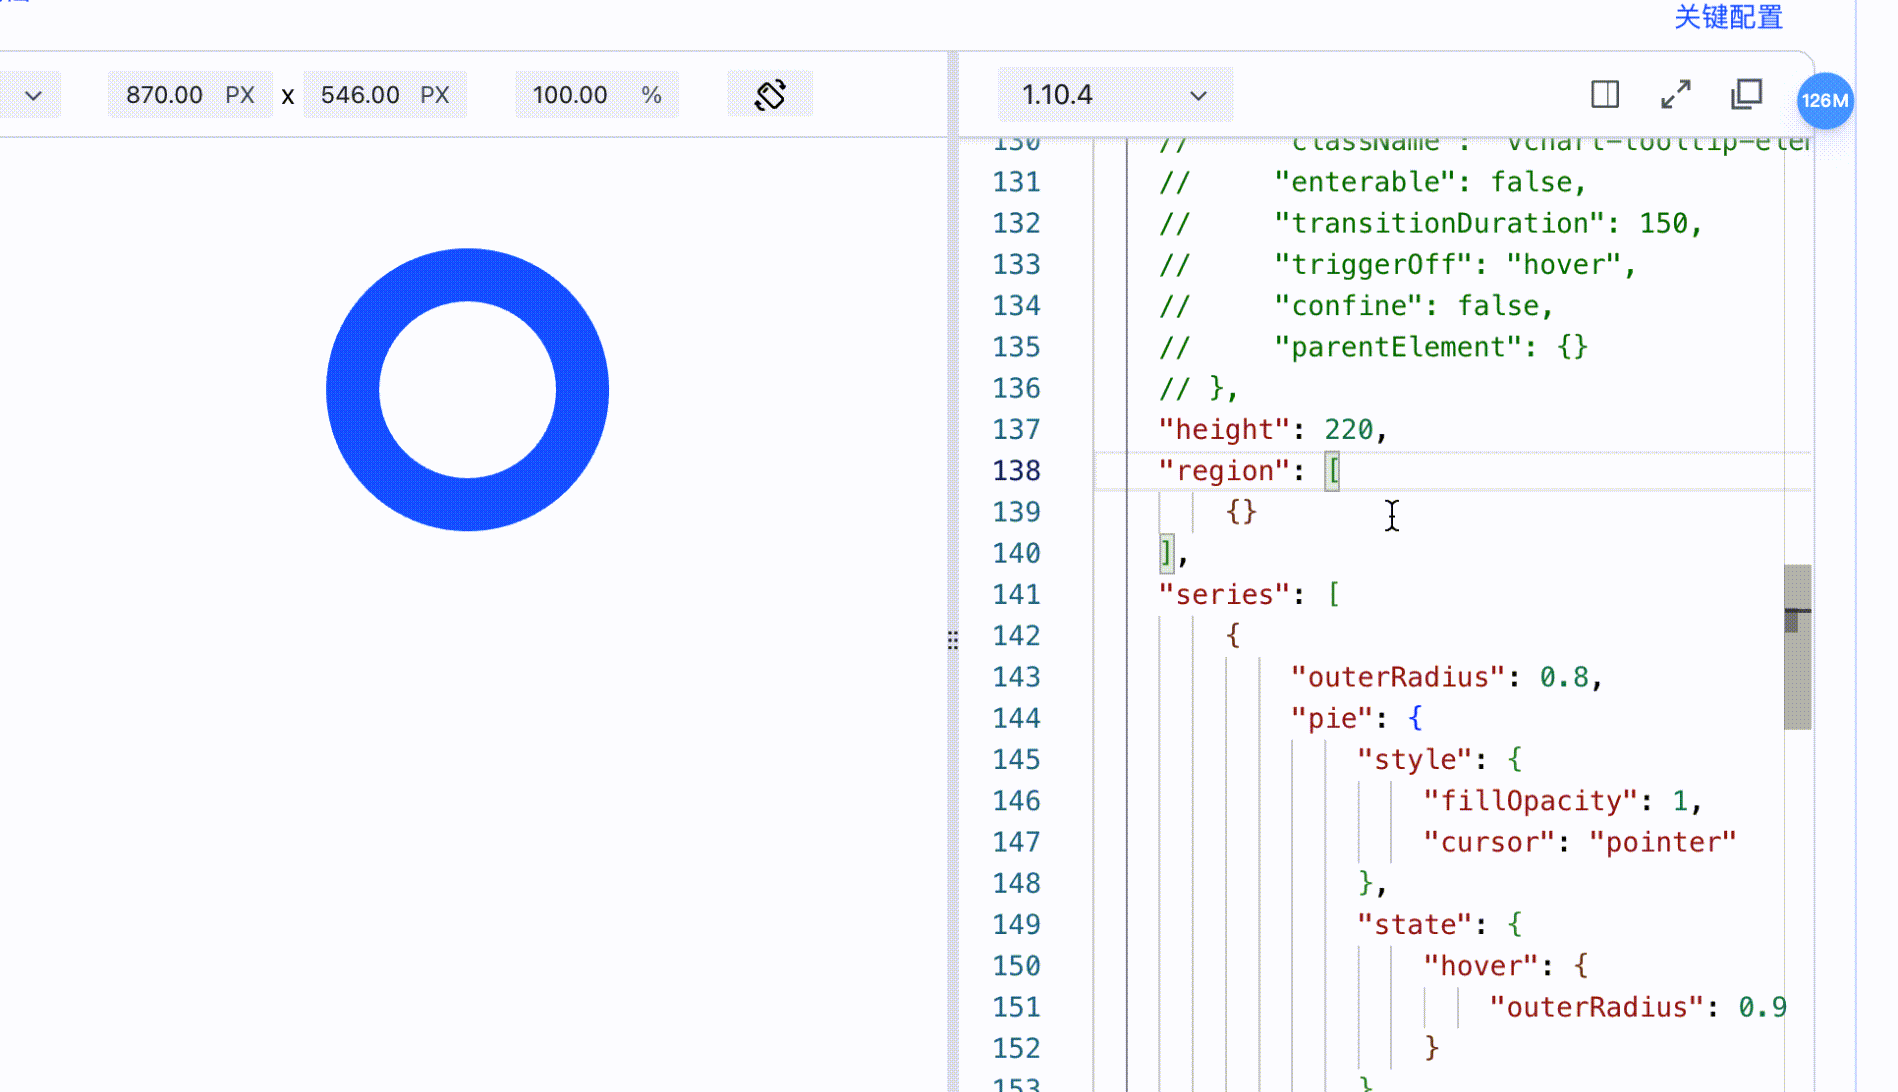 关键配置
870.00 PX x 546.00 PX 100.00 %
1.10.4
126M
130 // "className": "vchart-tooltip-eler
131 // "enterable": false,
132 // "transitionDuration": 150,
133 // "triggerOff": "hover",
134 // "confine": false,
135 // "parentElement": {}
136 // },
137 "height": 220,
138 "region": [
139 {}
140 ],
141 "series": [
142 {
143 "outerRadius": 0.8,
144 "pie": {
145 "style": {
146 "fillOpacity": 1,
147 "cursor": "pointer"
148 },
149 "state": {
150 "hover": {
151 "outerRadius": 0.9
152 }
153 }